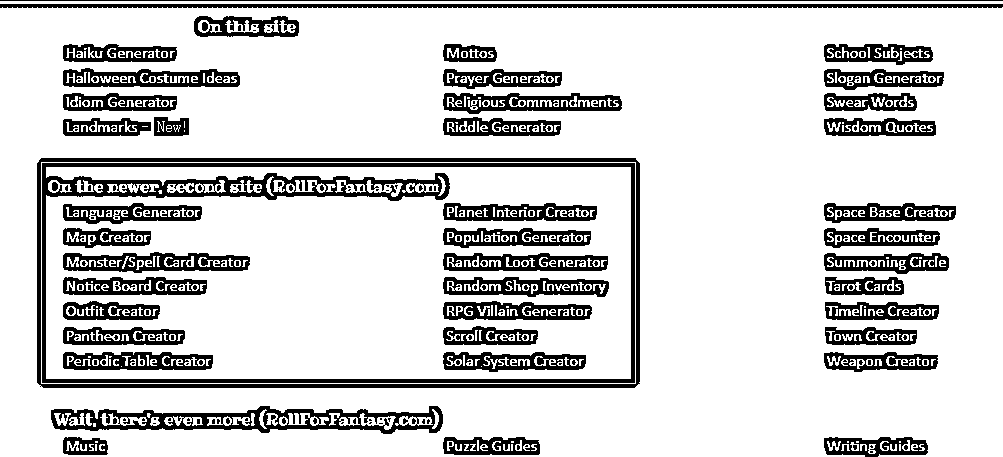 On this site
Haiku Generator Mottos School Subjects
Halloween Costume Ideas Prayer Generator Slogan Generator
Idiom Generator Religious Commandments Swear Words
Landmarks - New! Riddle Generator Wisdom Quotes
On the newer, second site (RollForFantasy.com)
Language Generator Planet Interior Creator Space Base Creator
Map Creator Population Generator Space Encounter
Monster/Spell Card Creator Random Loot Generator Summoning Circle
Notice Board Creator Random Shop Inventory Tarot Cards
Outfit Creator RPG Villain Generator Timeline Creator
Pantheon Creator Scroll Creator Town Creator
Periodic Table Creator Solar System Creator Weapon Creator
Wait, there's even more! (RollForFantasy.com)
Music Puzzle Guides Writing Guides